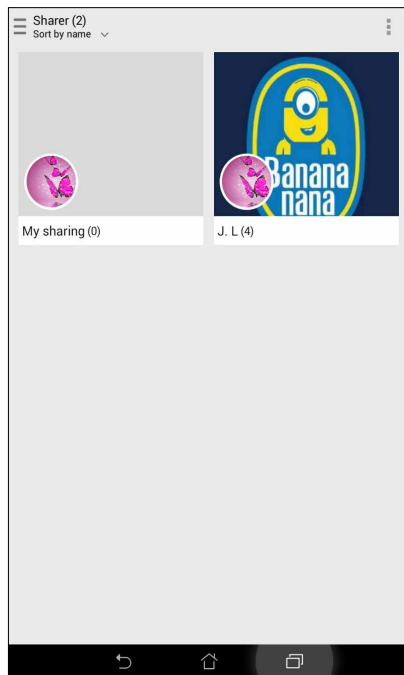 Sharer (2)
Sort by name
Banana
nana
My sharing (0)
J. L (4)